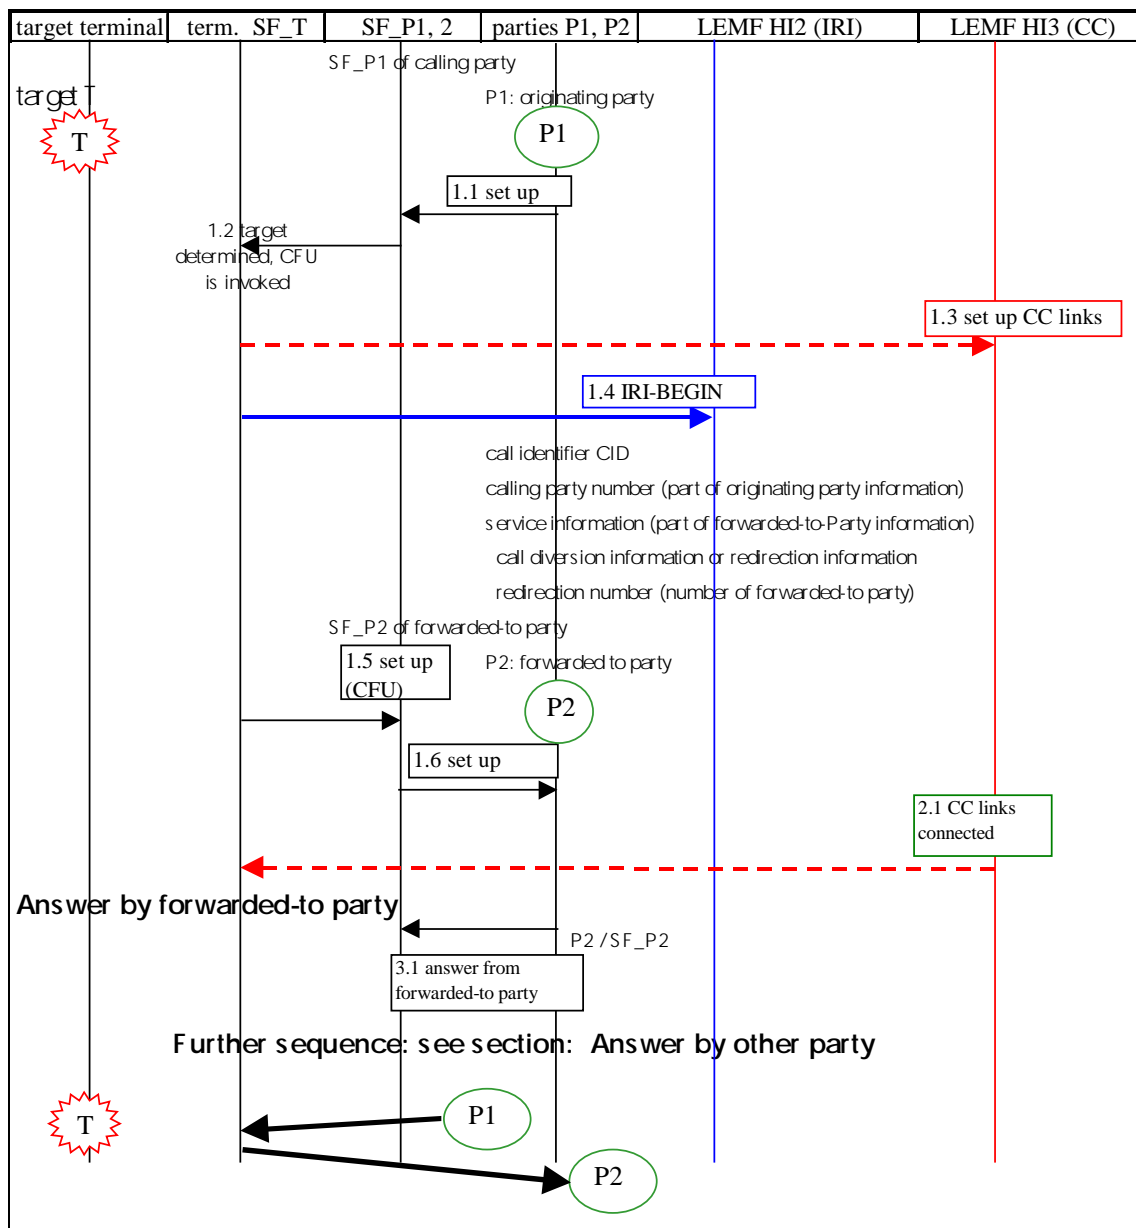 target terminal term. SF_T SF_P1, 2 parties P1, P2 LEMF HI2 (IRI) LEMF HI3 (CC)
SF_P1 of calling party
target T
P1: originating party
T
P1
1.1 set up
1.2 target
determined, CFU
is invoked
1.3 set up CC links
1.4 IRI-BEGIN
call identifier CID
calling party number (part of originating party information)
service information (part of forwarded-to-Party information)
call diversion information or redirection information
redirection number (number of forwarded-to party)
SF_P2 of forwarded-to party
1.5 set up
(CFU)
P2: forwarded to party
P2
1.6 set up
2.1 CC links
connected
Answer by forwarded-to party
P2 / SF_P2
3.1 answer from
forwarded-to party
Further sequence: see section: Answer by other party
P1
T
P2